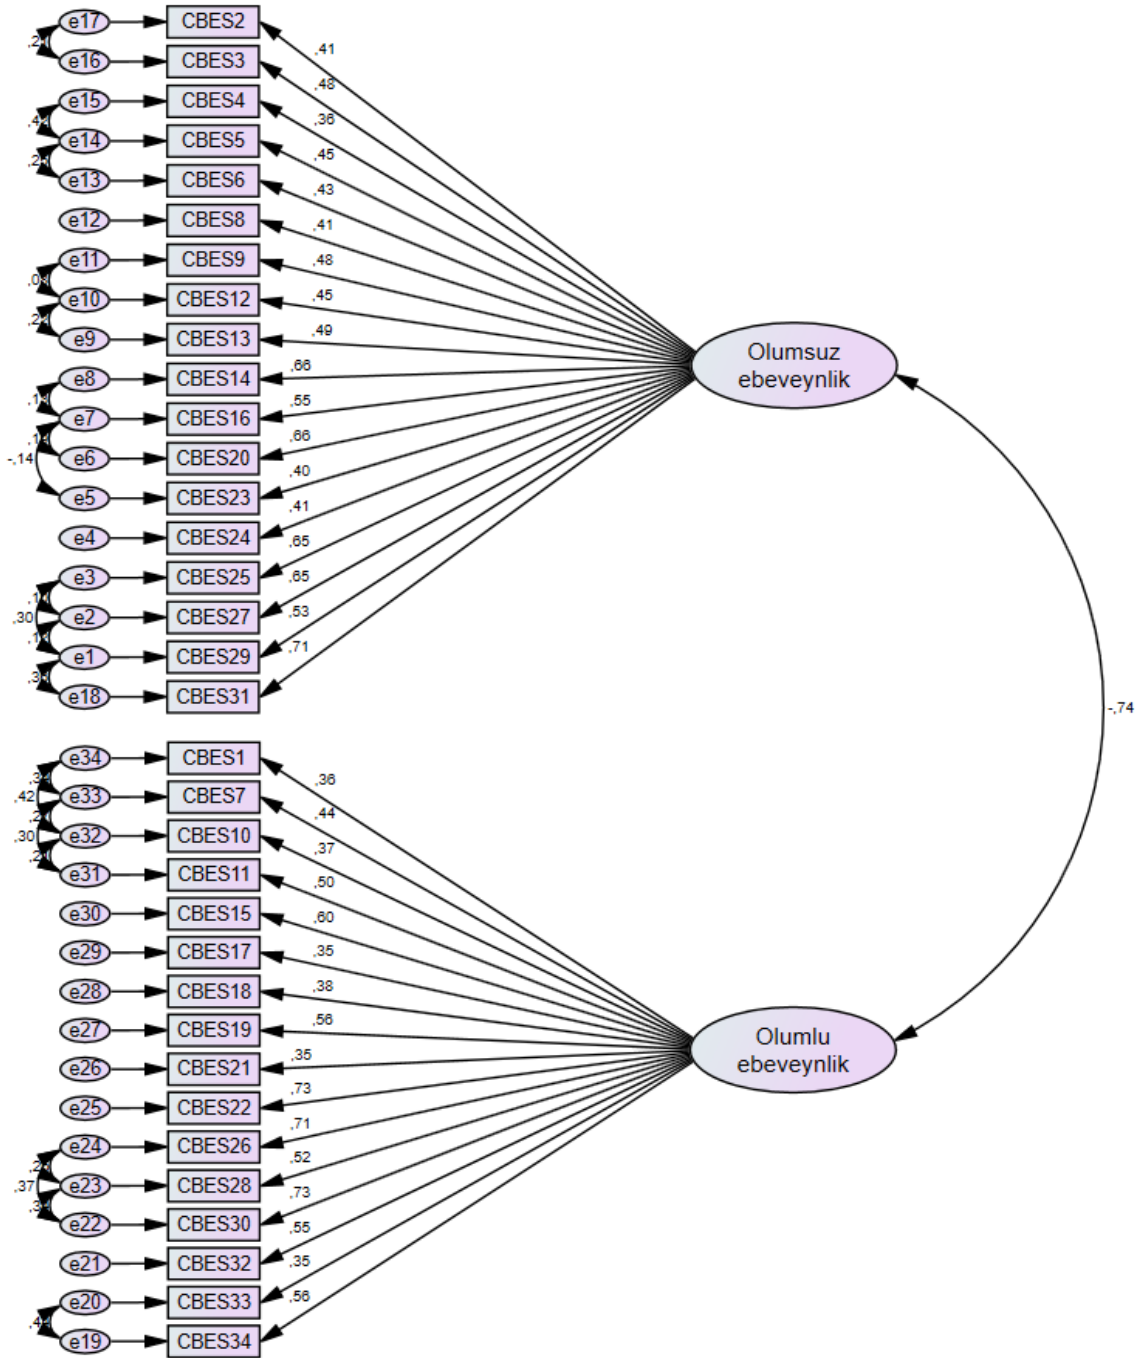 e17 CBES2
,41
e16 CBES3
,48
e15 CBES4
,36
e14 CBES5
,45
e13 CBES6
,43
e12 CBES8
,41
e11 CBES9
,48
e10 CBES12
,45
e9 CBES13
,49
e8 CBES14
,66
e7 CBES16
,55
e6 CBES20
,66
-,14
e5 CBES23
,40
e4 CBES24
,41
e3 CBES25
,65
,30
e2 CBES27
,65
e1 CBES29
,53
e18 CBES31
,71
Olumsuz
ebeveynlik
-,74
e34 CBES1
,36
,42
e33 CBES7
,44
,30
e32 CBES10
,37
e31 CBES11
,50
e30 CBES15
,60
e29 CBES17
,35
e28 CBES18
,38
e27 CBES19
,56
e26 CBES21
,35
e25 CBES22
,73
e24 CBES26
,71
,37
e23 CBES28
,52
e22 CBES30
,73
e21 CBES32
,55
e20 CBES33
,35
e19 CBES34
,56
Olumlu
ebeveynlik